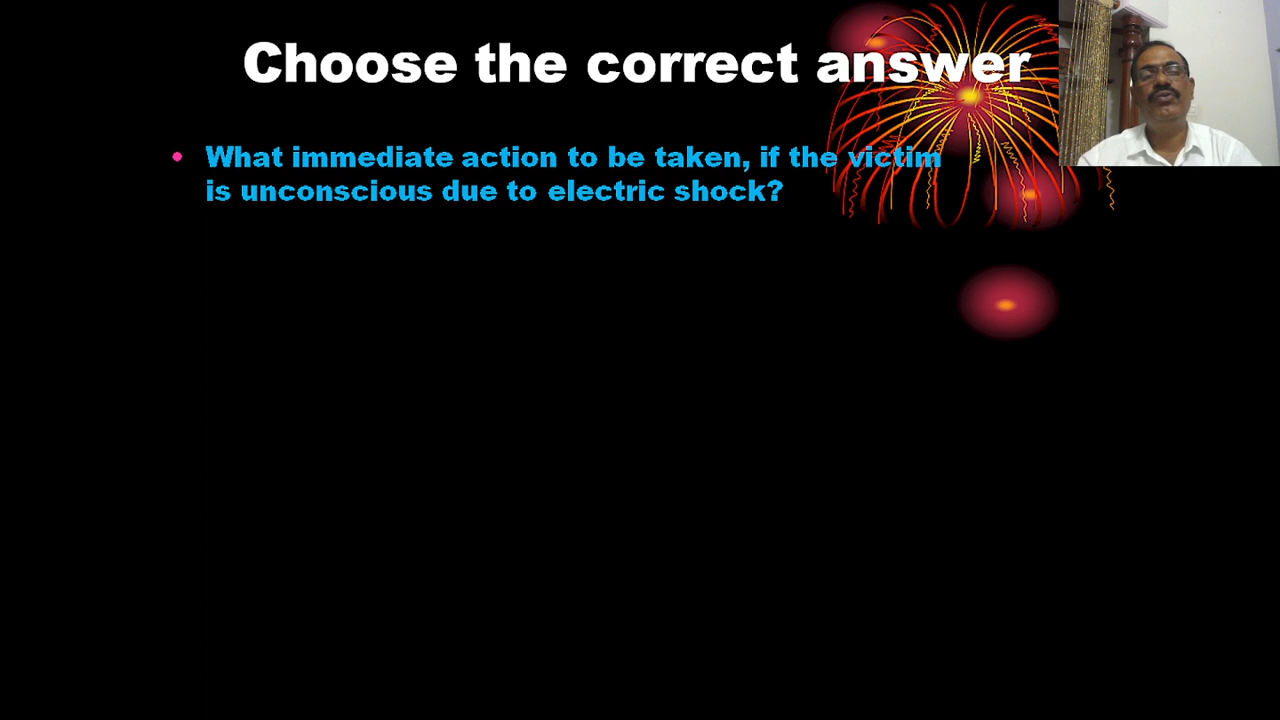 Choose the correct answer
• What immediate action to be taken, if the victim
is unconscious due to electric shock?